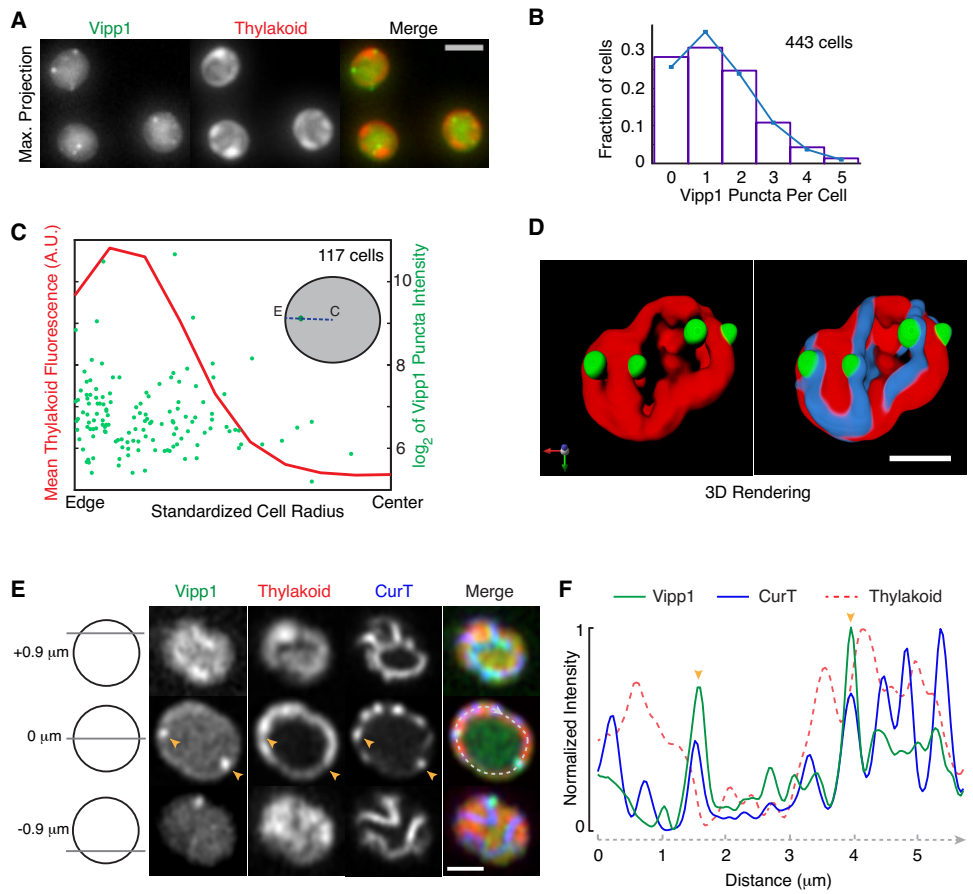 A
Vipp1
Thylakoid
Merge
Max. Projection
B
443 cells
Fraction of cells
0.3
0.2
0.1
0
0 1 2 3 4 5
Vipp1 Puncta Per Cell
C
117 cells
E
C
Mean Thylakoid Fluorescence (A.U.)
log2 of Vipp1 Puncta Intensity
10
8
6
Edge
Center
Standardized Cell Radius
D
3D Rendering
E
Vipp1
Thylakoid
CurT
Merge
+0.9 µm
0 µm
-0.9 µm
F
Vipp1
CurT
Thylakoid
Normalized Intensity
1
0
0 1 2 3 4 5
Distance (µm)